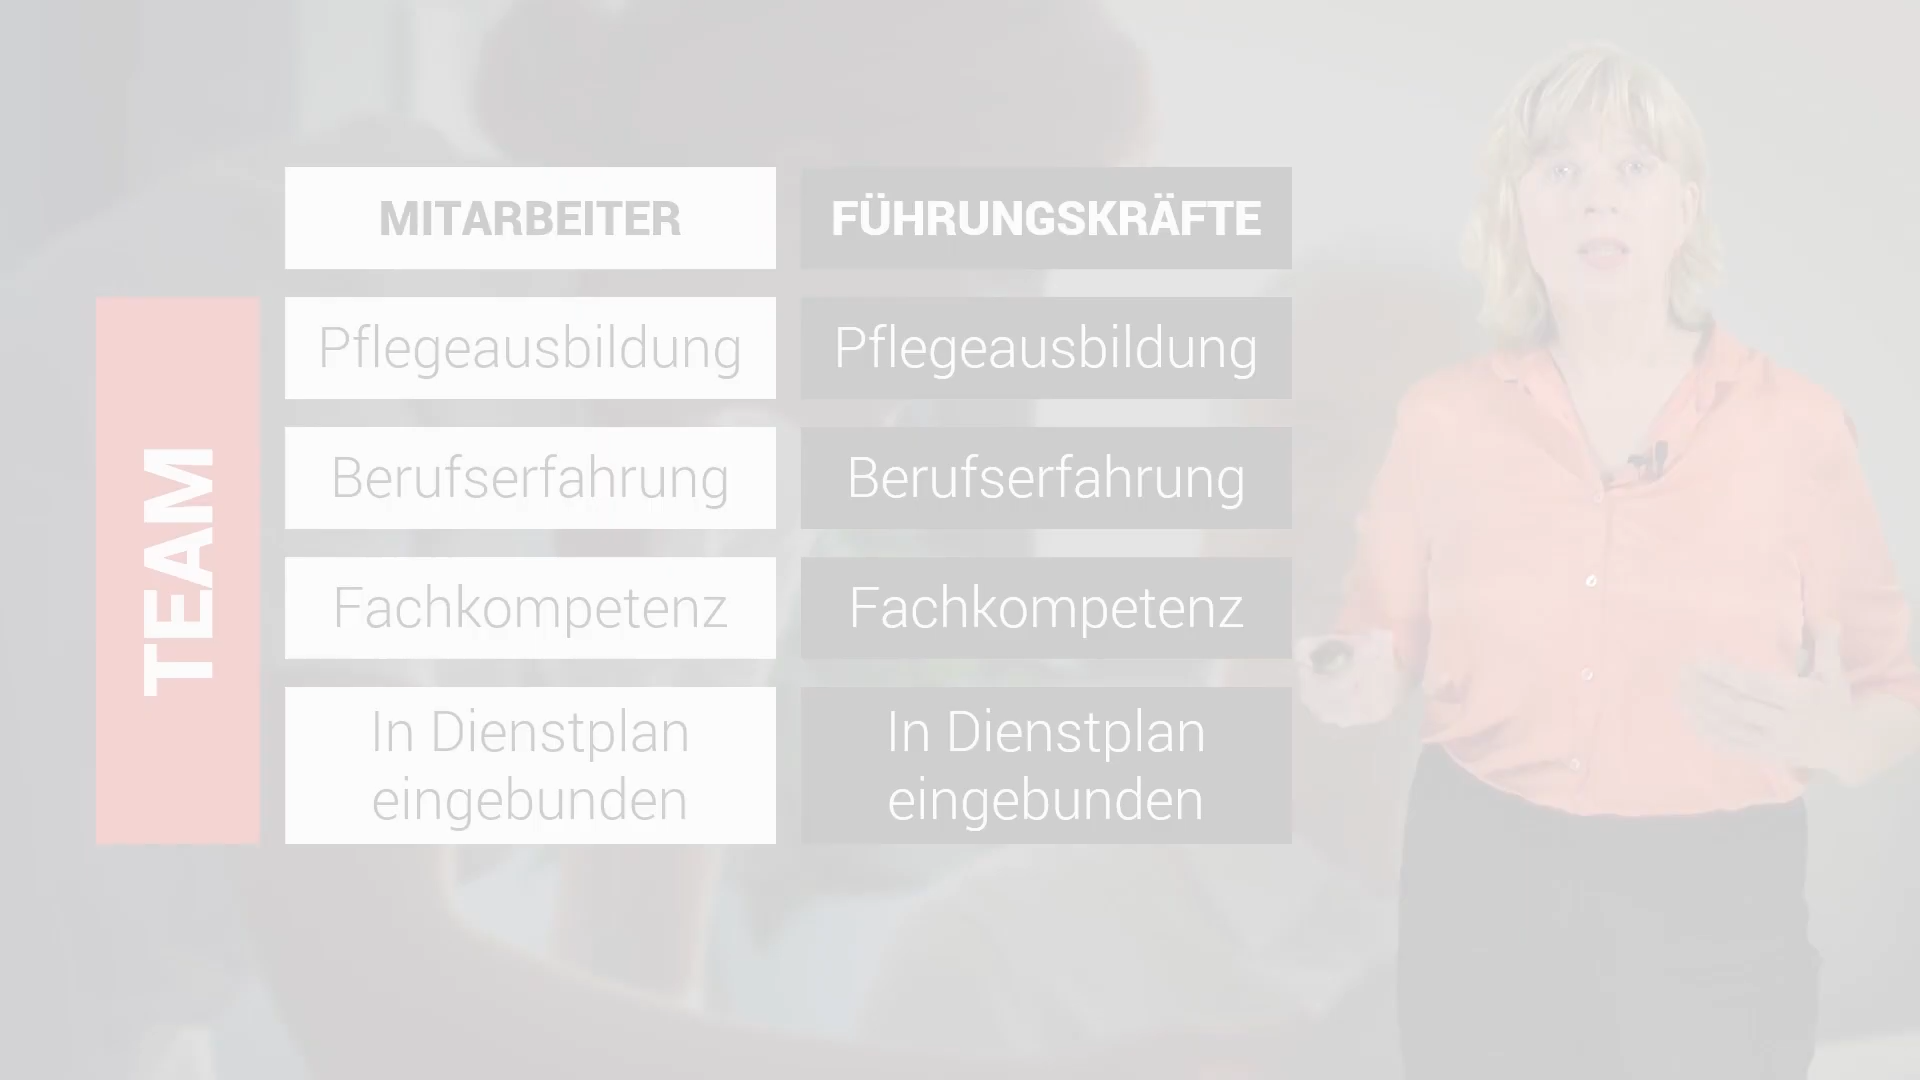 MITARBEITER
FÜHRUNGSKRÄFTE
TEAM
Pflegeausbildung
Pflegeausbildung
Berufserfahrung
Berufserfahrung
Fachkompetenz
Fachkompetenz
In Dienstplan
eingebunden
In Dienstplan
eingebunden